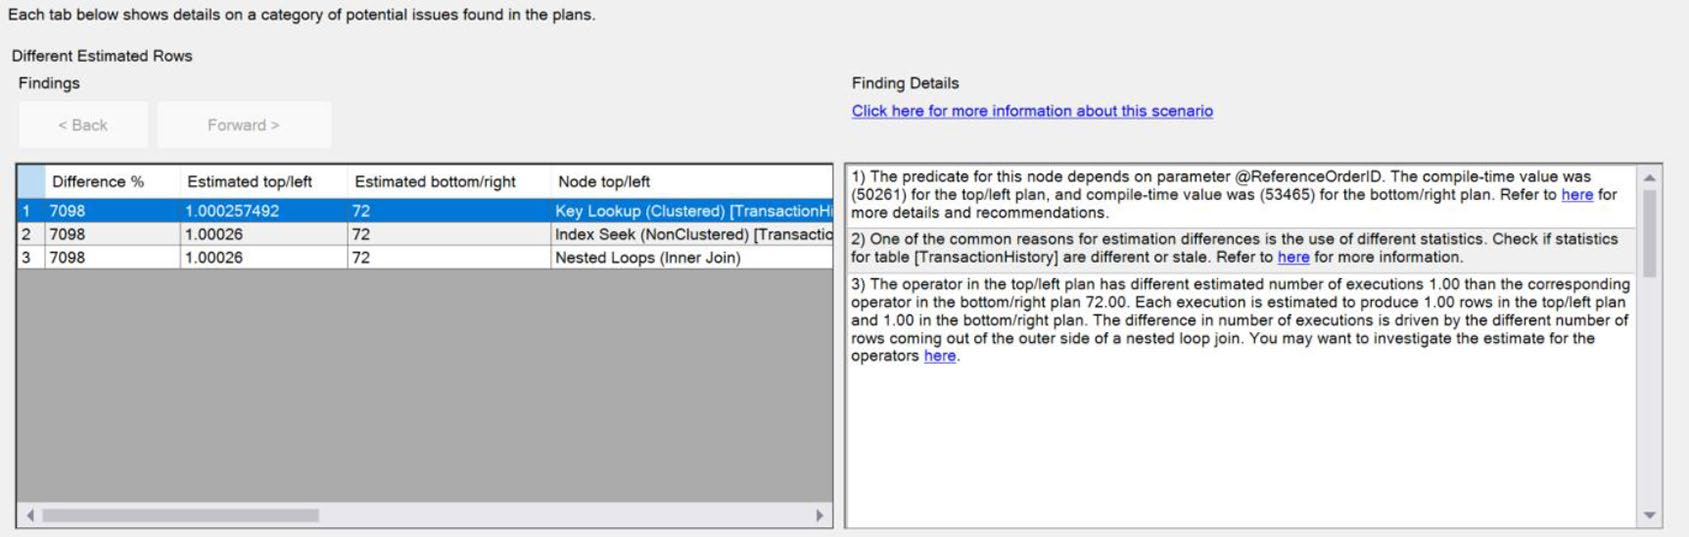 Each tab below shows details on a category of potential issues found in the plans.
Different Estimated Rows
Findings
< Back
Forward >
Difference % Estimated top/left Estimated bottom/right Node top/left
1 7098 1.000257492 72 Key Lookup (Clustered) [TransactionHi
2 7098 1.00026 72 Index Seek (NonClustered) [Transactio
3 7098 1.00026 72 Nested Loops (Inner Join)
Finding Details
Click here for more information about this scenario
1) The predicate for this node depends on parameter @ReferenceOrderID. The compile-time value was
(50261) for the top/left plan, and compile-time value was (53465) for the bottom/right plan. Refer to here for
more details and recommendations.
2) One of the common reasons for estimation differences is the use of different statistics. Check if statistics
for table [TransactionHistory] are different or stale. Refer to here for more information.
3) The operator in the top/left plan has different estimated number of executions 1.00 than the corresponding
operator in the bottom/right plan 72.00. Each execution is estimated to produce 1.00 rows in the top/left plan
and 1.00 in the bottom/right plan. The difference in number of executions is driven by the different number of
rows coming out of the outer side of a nested loop join. You may want to investigate the estimate for the
operators here.